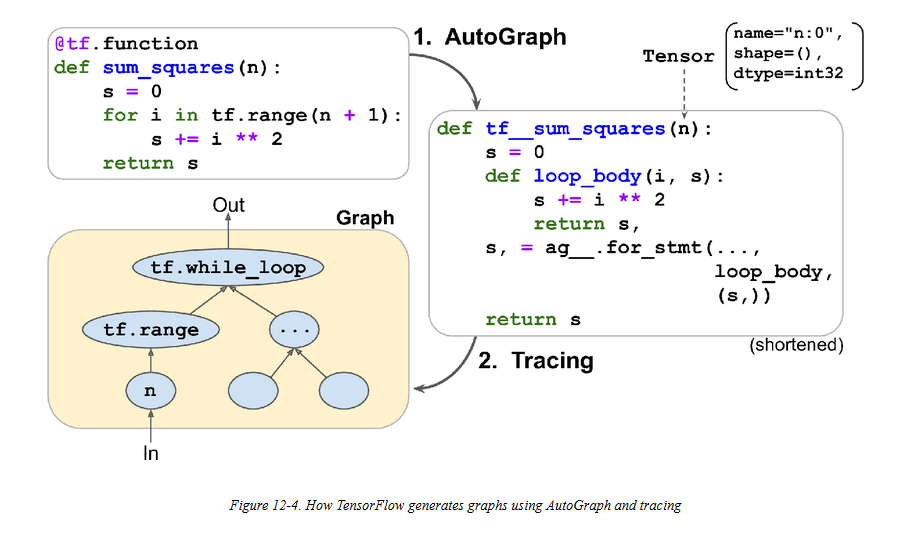 @tf.function
def sum_squares(n):
    s = 0
    for i in tf.range(n + 1):
        s += i ** 2
    return s
1. AutoGraph
Tensor
name="n:0",
shape=(),
dtype=int32
def tf__sum_squares(n):
    s = 0
    def loop_body(i, s):
        s += i ** 2
        return s,
    s, = ag__.for_stmt(...,
                       loop_body,
                       (s,))
    return s
(shortened)
2. Tracing
Graph
Out
tf.while_loop
tf.range
...
n
In
Figure 12-4. How TensorFlow generates graphs using AutoGraph and tracing